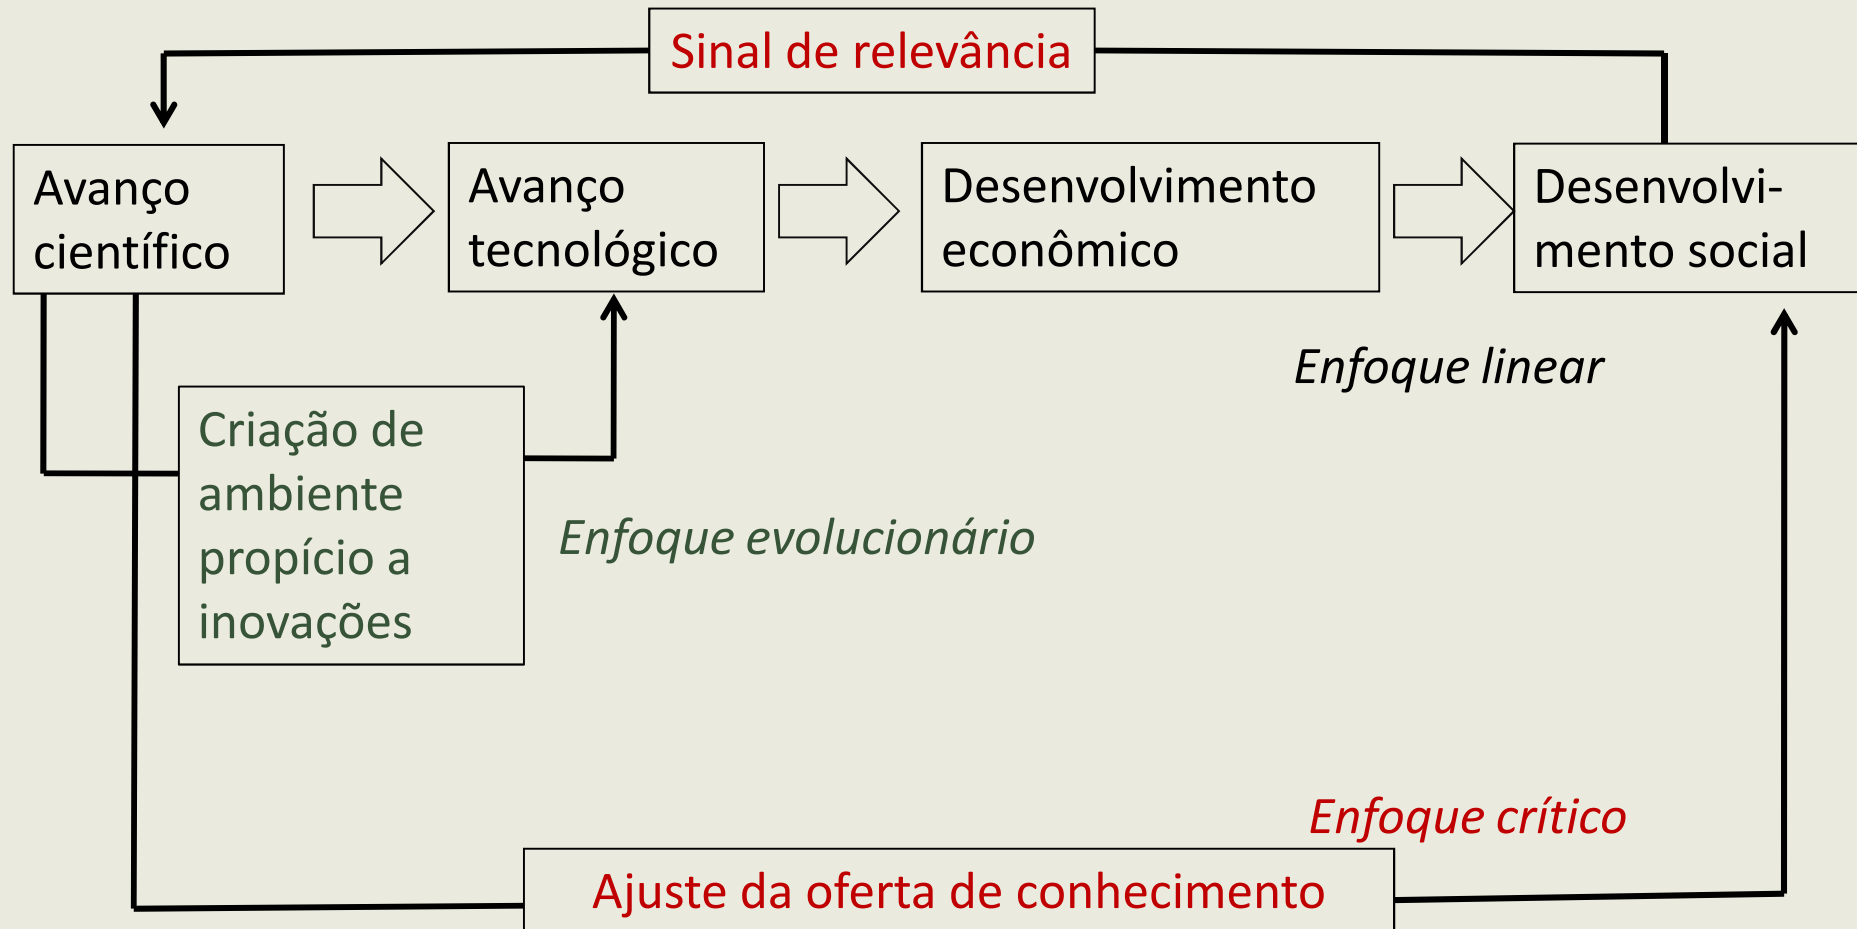 Sinal de relevância
Avanço
científico
Avanço
tecnológico
Desenvolvimento
econômico
Desenvolvi-
mento social
Enfoque linear
Criação de
ambiente
propício a
inovações
Enfoque evolucionário
Enfoque crítico
Ajuste da oferta de conhecimento